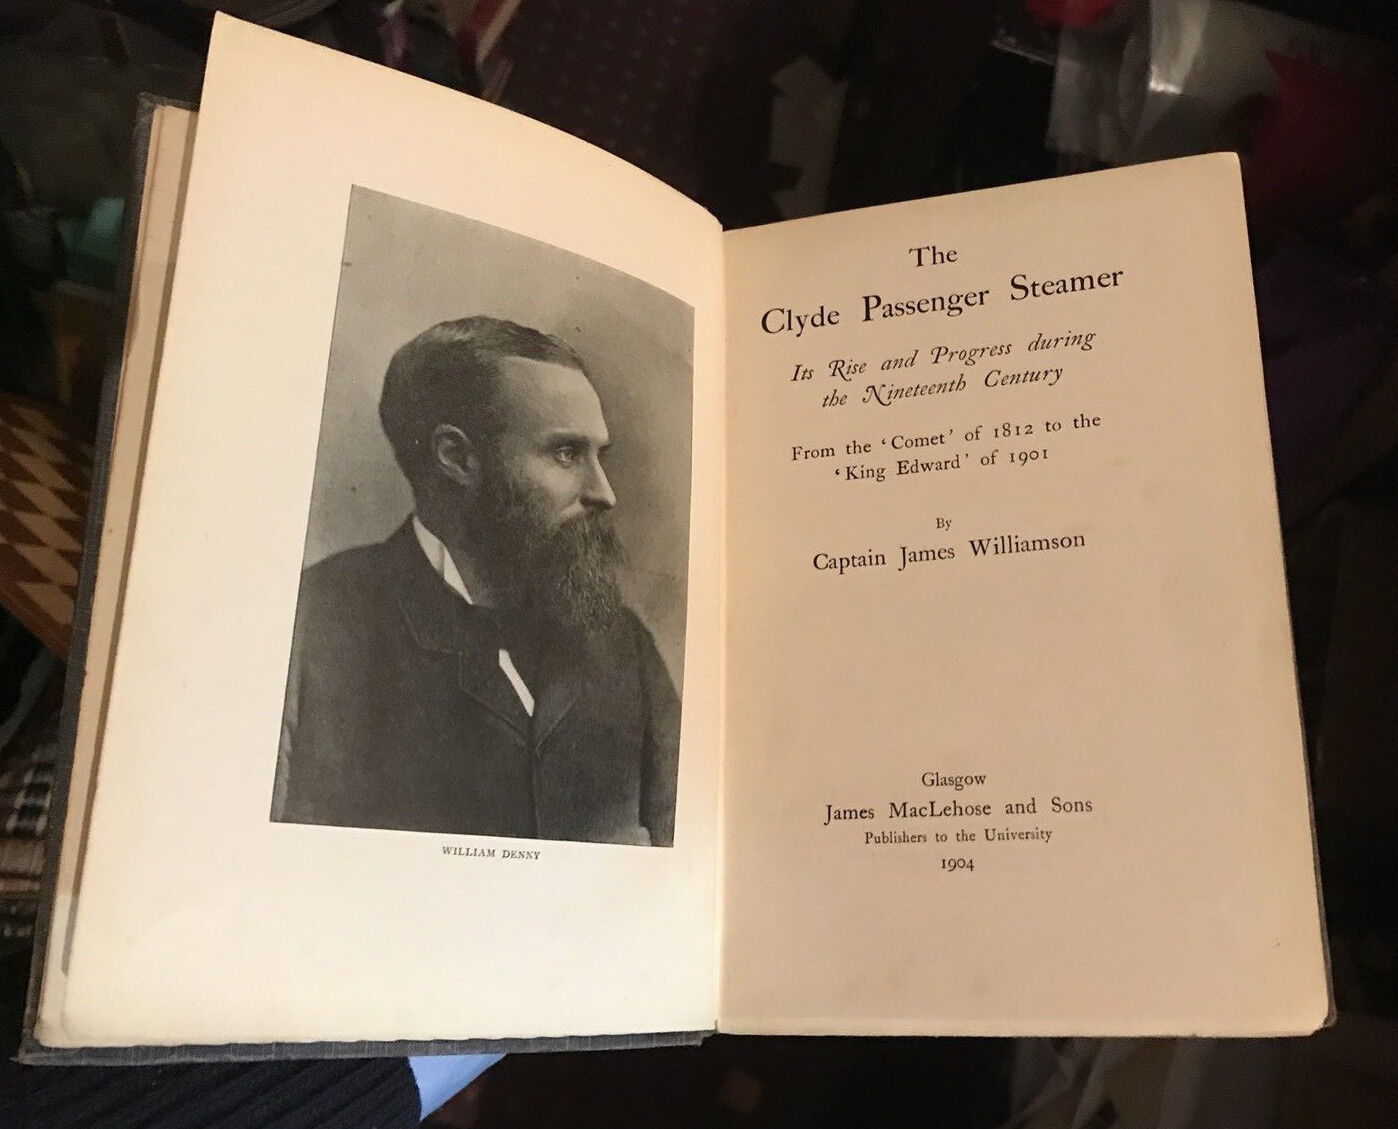 WILLIAM DENNY
The
Clyde Passenger Steamer
Its Rise and Progress during
the Nineteenth Century
From the ‘Comet’ of 1812 to the
‘King Edward’ of 1901
By
Captain James Williamson
Glasgow
James MacLehose and Sons
Publishers to the University
1904